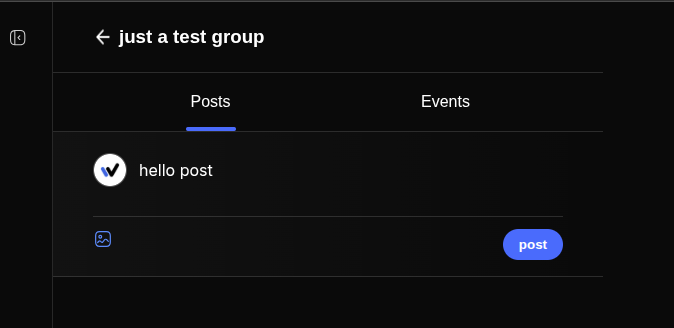 just a test group
Posts
Events
hello post
post